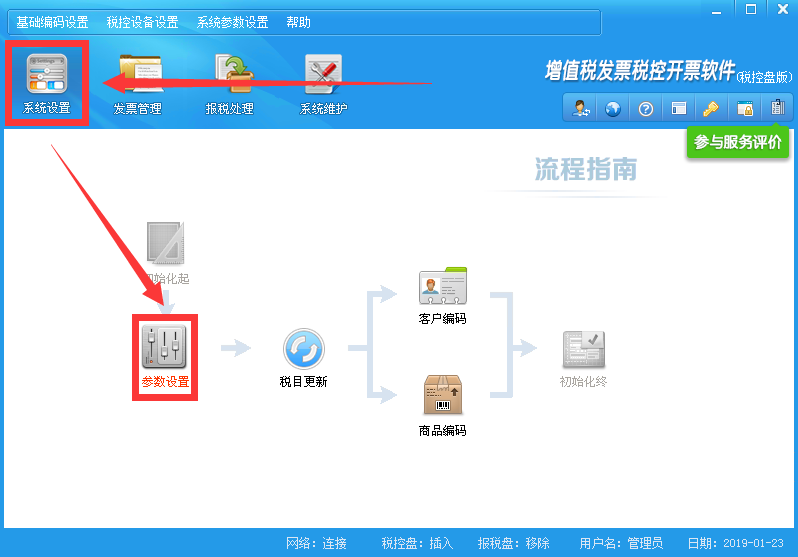 基础编码设置 税控设备设置 系统参数设置 帮助
系统设置 发票管理 报税处理 系统维护
增值税发票税控开票软件(税控盘版)
参与服务评价
流程指南
初始化起
参数设置
税目更新
客户编码
商品编码
初始化终
网络：连接 税控盘：插入 报税盘：移除 用户名：管理员 日期：2019-01-23